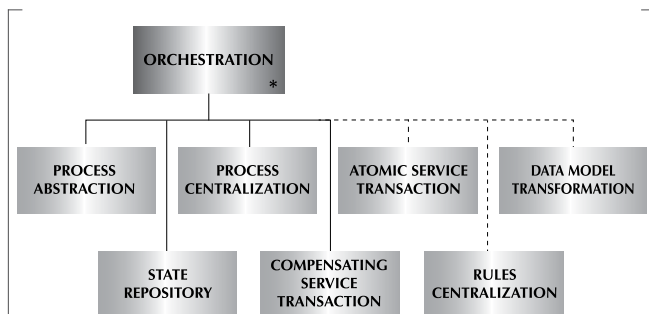 ORCHESTRATION
*
PROCESS
ABSTRACTION
PROCESS
CENTRALIZATION
ATOMIC SERVICE
TRANSACTION
DATA MODEL
TRANSFORMATION
STATE
REPOSITORY
COMPENSATING
SERVICE
TRANSACTION
RULES
CENTRALIZATION